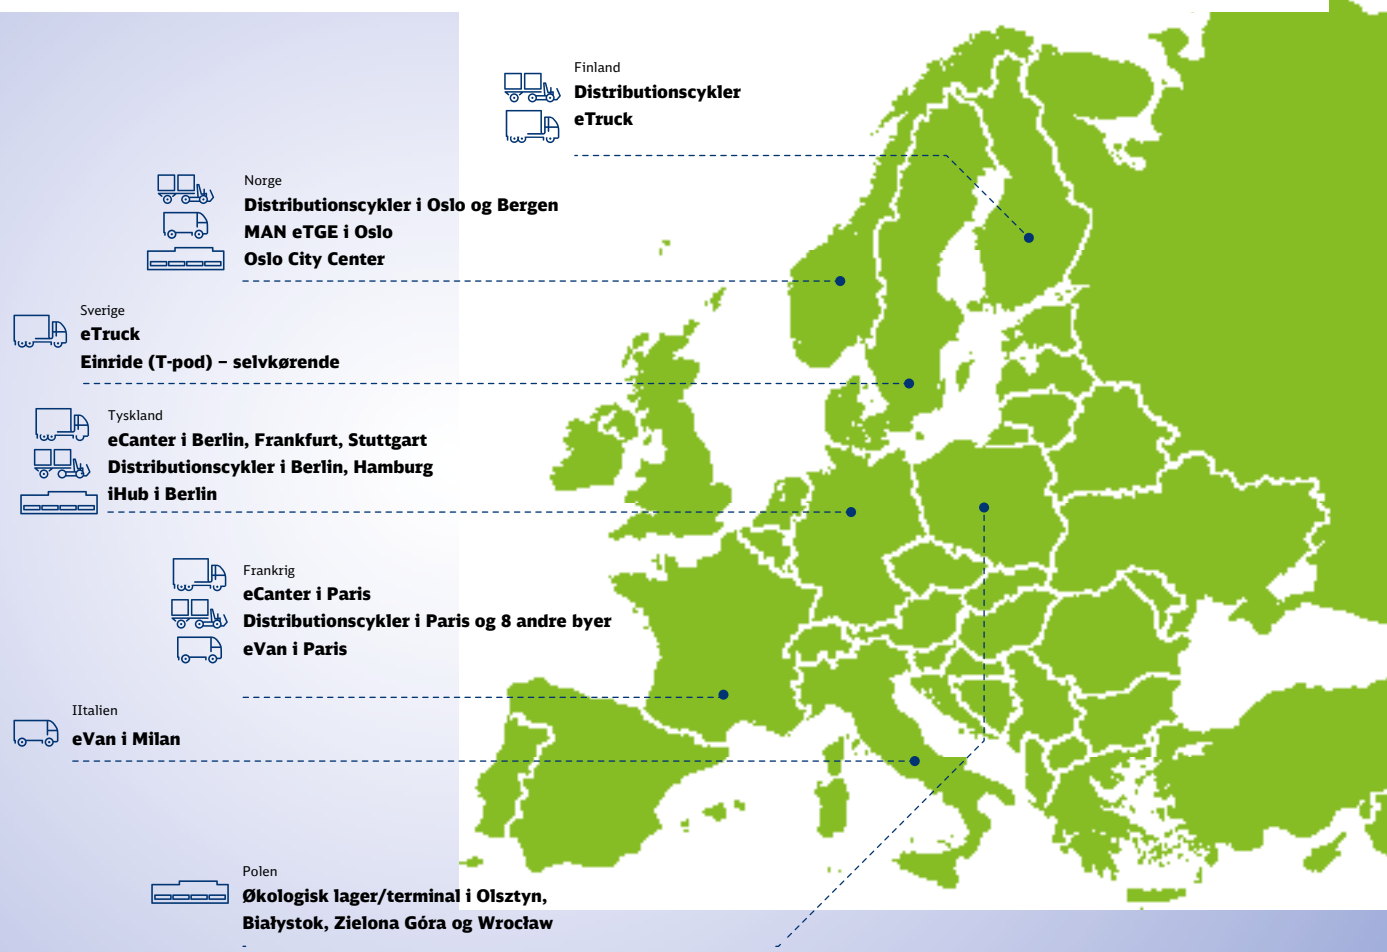 Finland
Distributionscykler
eTruck
Norge
Distributionscykler i Oslo og Bergen
MAN eTGE i Oslo
Oslo City Center
Sverige
eTruck
Einride (T-pod) – selvkørende
Tyskland
eCanter i Berlin, Frankfurt, Stuttgart
Distributionscykler i Berlin, Hamburg
iHub i Berlin
Frankrig
eCanter i Paris
Distributionscykler i Paris og 8 andre byer
eVan i Paris
IItalien
eVan i Milan
Polen
Økologisk lager/terminal i Olsztyn,
Białystok, Zielona Góra og Wrocław